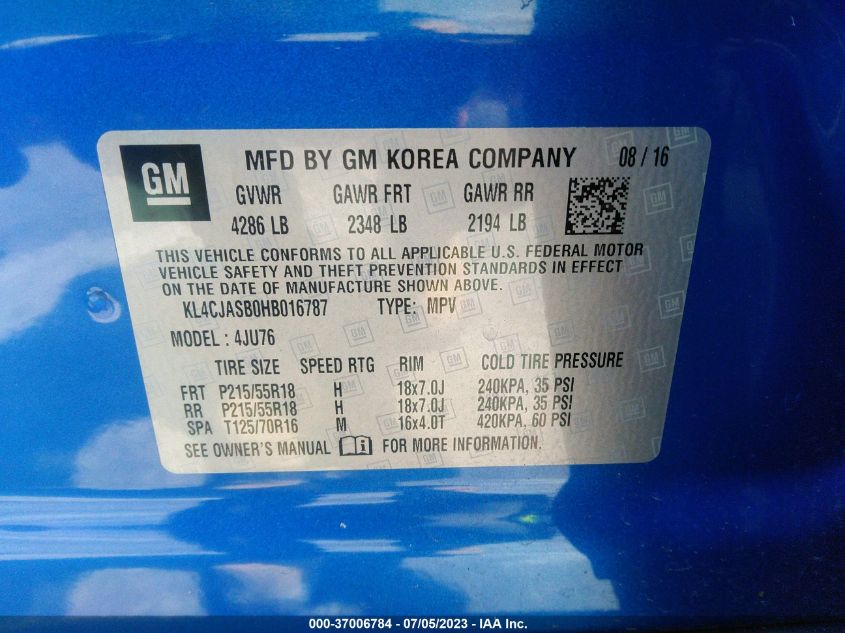 GM MFD BY GM KOREA COMPANY 08 / 16
GVWR GAWR FRT GAWR RR
4286 LB 2348 LB 2194 LB
THIS VEHICLE CONFORMS TO ALL APPLICABLE U.S. FEDERAL MOTOR
VEHICLE SAFETY AND THEFT PREVENTION STANDARDS IN EFFECT
ON THE DATE OF MANUFACTURE SHOWN ABOVE.
KL4CJASB0HB016787 TYPE: MPV
MODEL : 4JU76
TIRE SIZE SPEED RTG RIM COLD TIRE PRESSURE
FRT P215/55R18 H 18x7.0J 240KPA, 35 PSI
RR P215/55R18 H 18x7.0J 240KPA, 35 PSI
SPA T125/70R16 M 16x4.0T 420KPA, 60 PSI
SEE OWNER'S MANUAL FOR MORE INFORMATION.
000-37006784 - 07/05/2023 - IAA Inc.